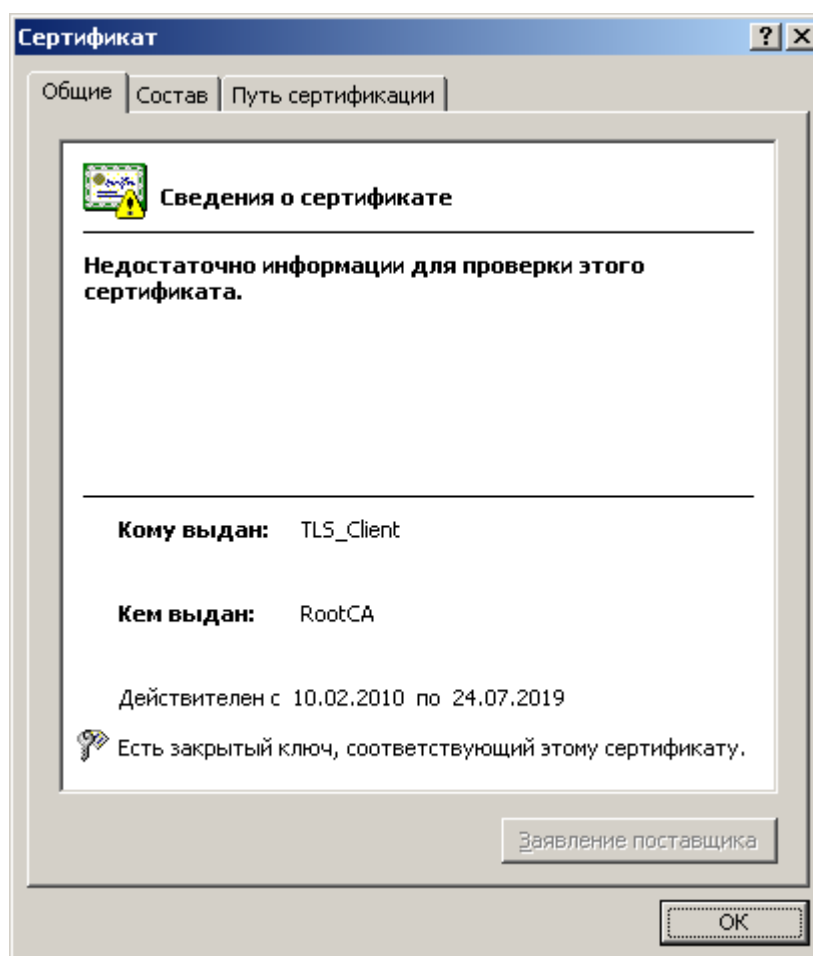 Сертификат
Общие Состав Путь сертификации
Сведения о сертификате
Недостаточно информации для проверки этого
сертификата.
Кому выдан: TLS_Client
Кем выдан: RootCA
Действителен с 10.02.2010 по 24.07.2019
Есть закрытый ключ, соответствующий этому сертификату.
Заявление поставщика
ОК